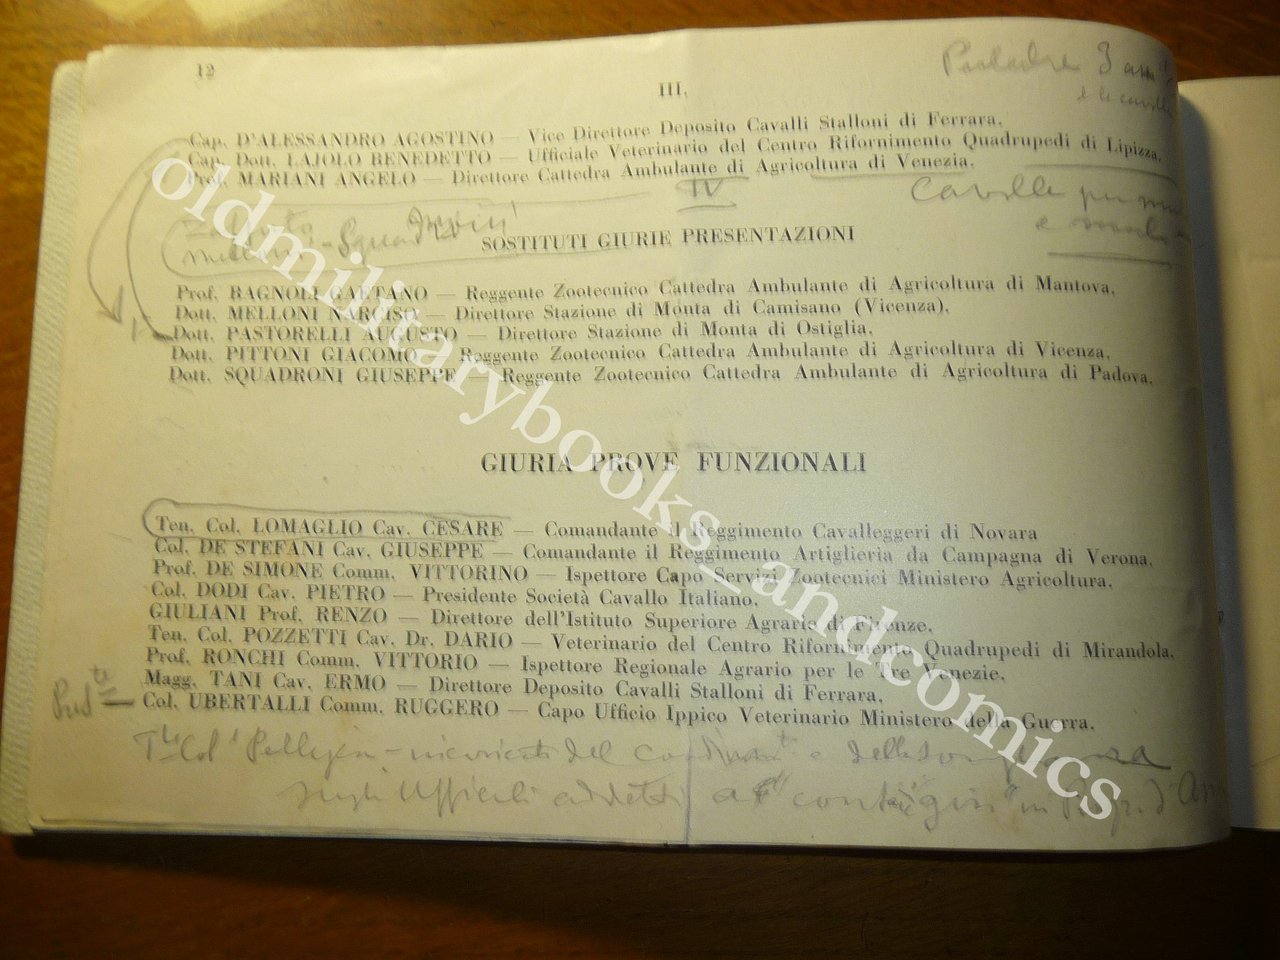 12
III.
Cap. D'ALESSANDRO AGOSTINO — Vice Direttore Deposito Cavalli Stalloni di Ferrara.
Cap. Dott. LAJOLO BENEDETTO — Ufficiale Veterinario del Centro Rifornimento Quadrupedi di Lipizza.
Prof. MARIANI ANGELO — Direttore Cattedra Ambulante di Agricoltura di Venezia.
IV
3
Cavalle
SOSTITUTI GIURIE PRESENTAZIONI
Prof. BAGNOLI GAETANO — Reggente Zootecnico Cattedra Ambulante di Agricoltura di Mantova.
Dott. MELLONI NARCISO — Direttore Stazione di Monta di Camisano (Vicenza).
Dott. PASTORELLI AUGUSTO — Direttore Stazione di Monta di Ostiglia.
Dott. PITTONI GIACOMO — Reggente Zootecnico Cattedra Ambulante di Agricoltura di Vicenza.
Dott. SQUADRONI GIUSEPPE — Reggente Zootecnico Cattedra Ambulante di Agricoltura di Padova.
GIURIA PROVE FUNZIONALI
Ten. Col. LOMAGLIO Cav. CESARE — Comandante il Reggimento Cavalleggeri di Novara
Col. DE STEFANI Cav. GIUSEPPE — Comandante il Reggimento Artiglieria da Campagna di Verona.
Prof. DE SIMONE Comm. VITTORINO — Ispettore Capo Servizi Zootecnici Ministero Agricoltura.
Col. DODI Cav. PIETRO — Presidente Società Cavallo Italiano.
GIULIANI Prof. RENZO — Direttore dell'Istituto Superiore Agrario di Firenze.
Ten. Col. POZZETTI Cav. Dr. DARIO — Veterinario del Centro Rifornimento Quadrupedi di Mirandola.
Prof. RONCHI Comm. VITTORIO — Ispettore Regionale Agrario per le Tre Venezie.
Magg. TANI Cav. ERMO — Direttore Deposito Cavalli Stalloni di Ferrara.
Col. UBERTALLI Comm. RUGGERO — Capo Ufficio Ippico Veterinario Ministero della Guerra.
Ufficiali addetti
oldmilitarybooks_andcomics